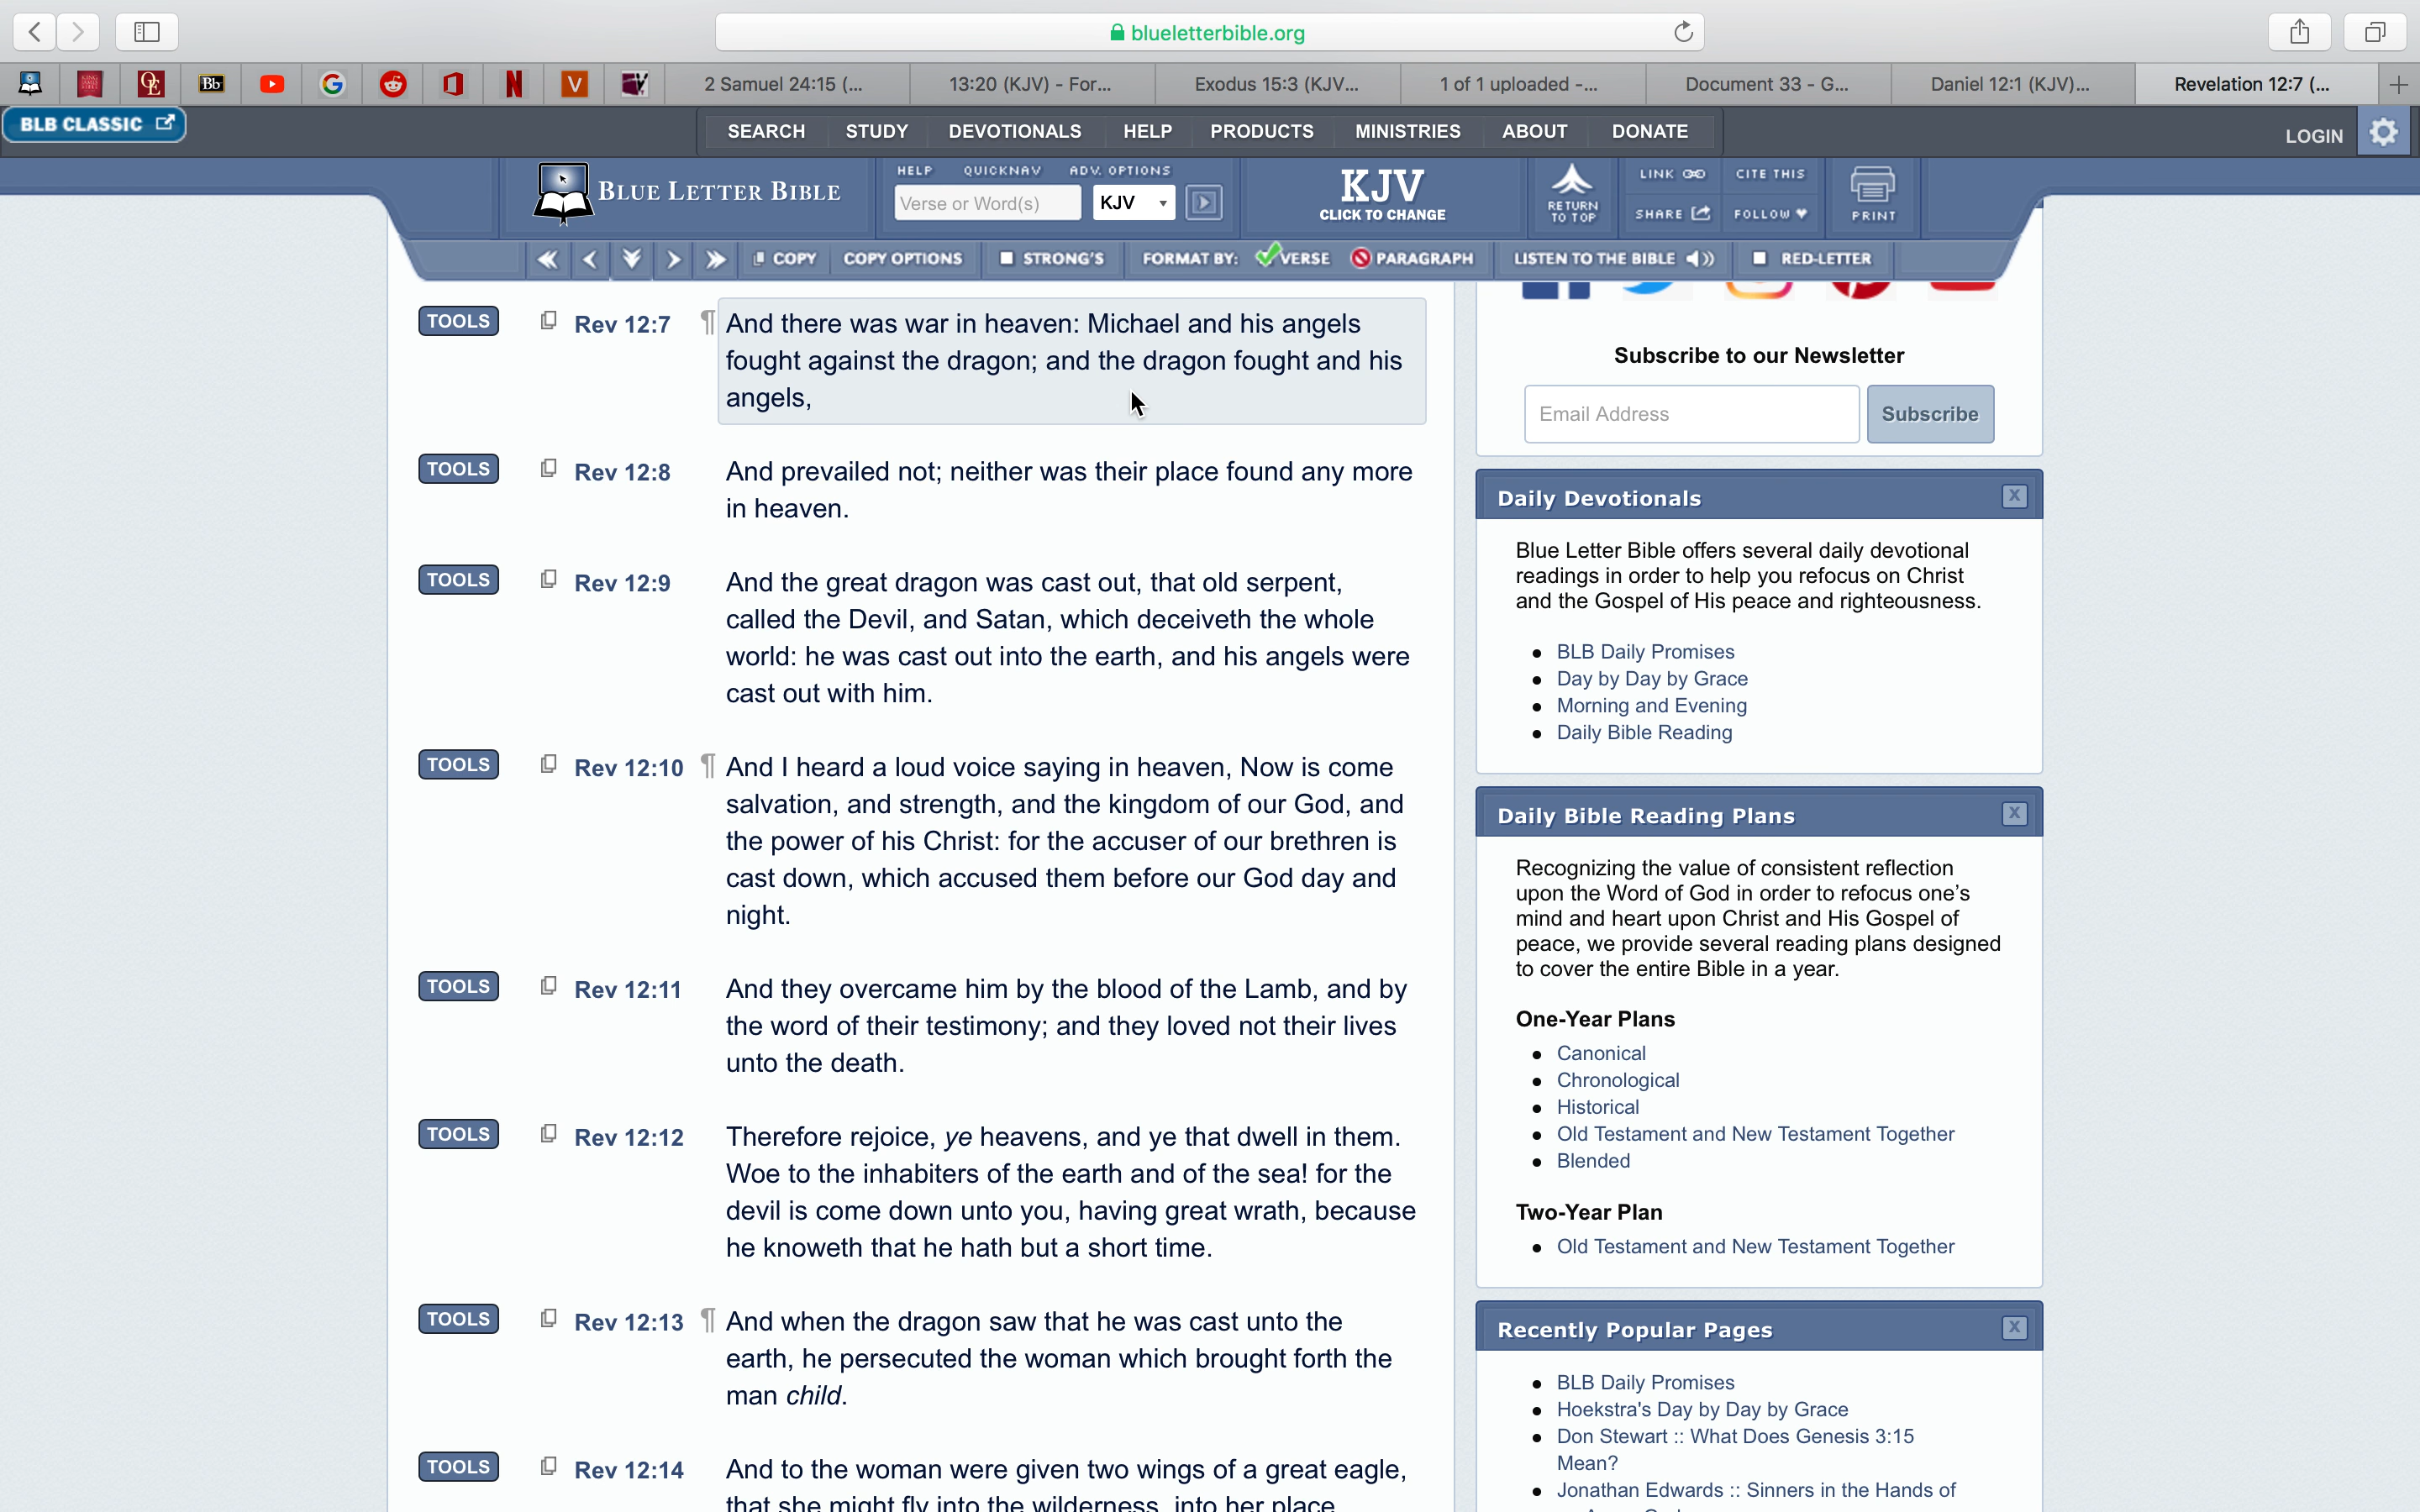 blueletterbible.org
KING JAMES BIBLE
OE
Bb
G
N
V
V
2 Samuel 24:15 (...
13:20 (KJV) - For...
Exodus 15:3 (KJV...
1 of 1 uploaded -...
Document 33 - G...
Daniel 12:1 (KJV)...
Revelation 12:7 (...
BLB CLASSIC
SEARCH
STUDY
DEVOTIONALS
HELP
PRODUCTS
MINISTRIES
ABOUT
DONATE
LOGIN
BLUE LETTER BIBLE
HELP
QUICKNAV
ADV. OPTIONS
Verse or Word(s)
KJV
KJV
CLICK TO CHANGE
RETURN
TO TOP
LINK
CITE THIS
SHARE
FOLLOW
PRINT
COPY
COPY OPTIONS
STRONG'S
FORMAT BY:
VERSE
PARAGRAPH
LISTEN TO THE BIBLE
RED-LETTER
TOOLS
Rev 12:7
¶ And there was war in heaven: Michael and his angels
fought against the dragon; and the dragon fought and his
angels,
TOOLS
Rev 12:8
And prevailed not; neither was their place found any more
in heaven.
TOOLS
Rev 12:9
And the great dragon was cast out, that old serpent,
called the Devil, and Satan, which deceiveth the whole
world: he was cast out into the earth, and his angels were
cast out with him.
TOOLS
Rev 12:10
¶ And I heard a loud voice saying in heaven, Now is come
salvation, and strength, and the kingdom of our God, and
the power of his Christ: for the accuser of our brethren is
cast down, which accused them before our God day and
night.
TOOLS
Rev 12:11
And they overcame him by the blood of the Lamb, and by
the word of their testimony; and they loved not their lives
unto the death.
TOOLS
Rev 12:12
Therefore rejoice, ye heavens, and ye that dwell in them.
Woe to the inhabiters of the earth and of the sea! for the
devil is come down unto you, having great wrath, because
he knoweth that he hath but a short time.
TOOLS
Rev 12:13
¶ And when the dragon saw that he was cast unto the
earth, he persecuted the woman which brought forth the
man child.
TOOLS
Rev 12:14
And to the woman were given two wings of a great eagle,
that she might fly into the wilderness, into her place,
Subscribe to our Newsletter
Email Address
Subscribe
Daily Devotionals
X
Blue Letter Bible offers several daily devotional
readings in order to help you refocus on Christ
and the Gospel of His peace and righteousness.
BLB Daily Promises
Day by Day by Grace
Morning and Evening
Daily Bible Reading
Daily Bible Reading Plans
X
Recognizing the value of consistent reflection
upon the Word of God in order to refocus one's
mind and heart upon Christ and His Gospel of
peace, we provide several reading plans designed
to cover the entire Bible in a year.
One-Year Plans
Canonical
Chronological
Historical
Old Testament and New Testament Together
Blended
Two-Year Plan
Old Testament and New Testament Together
Recently Popular Pages
X
BLB Daily Promises
Hoekstra's Day by Day by Grace
Don Stewart :: What Does Genesis 3:15
Mean?
Jonathan Edwards :: Sinners in the Hands of